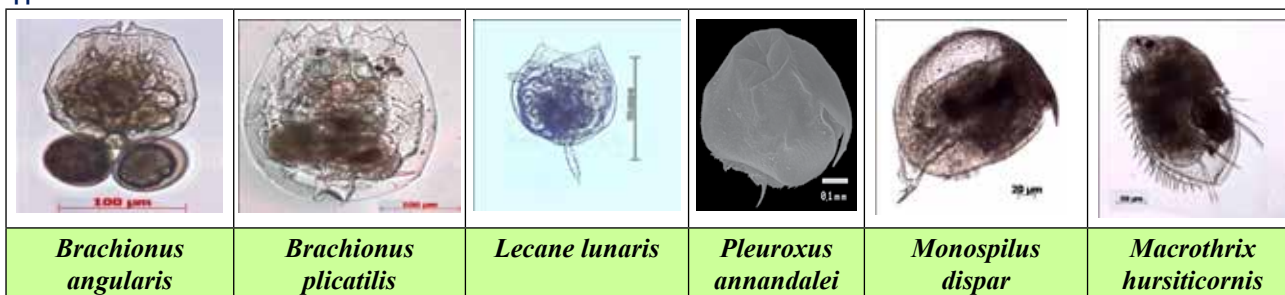 100 µm
0,1 mm
20 µm
Brachionus angularis
Brachionus plicatilis
Lecane lunaris
Pleuroxus annandalei
Monospilus dispar
Macrothrix hursiticornis